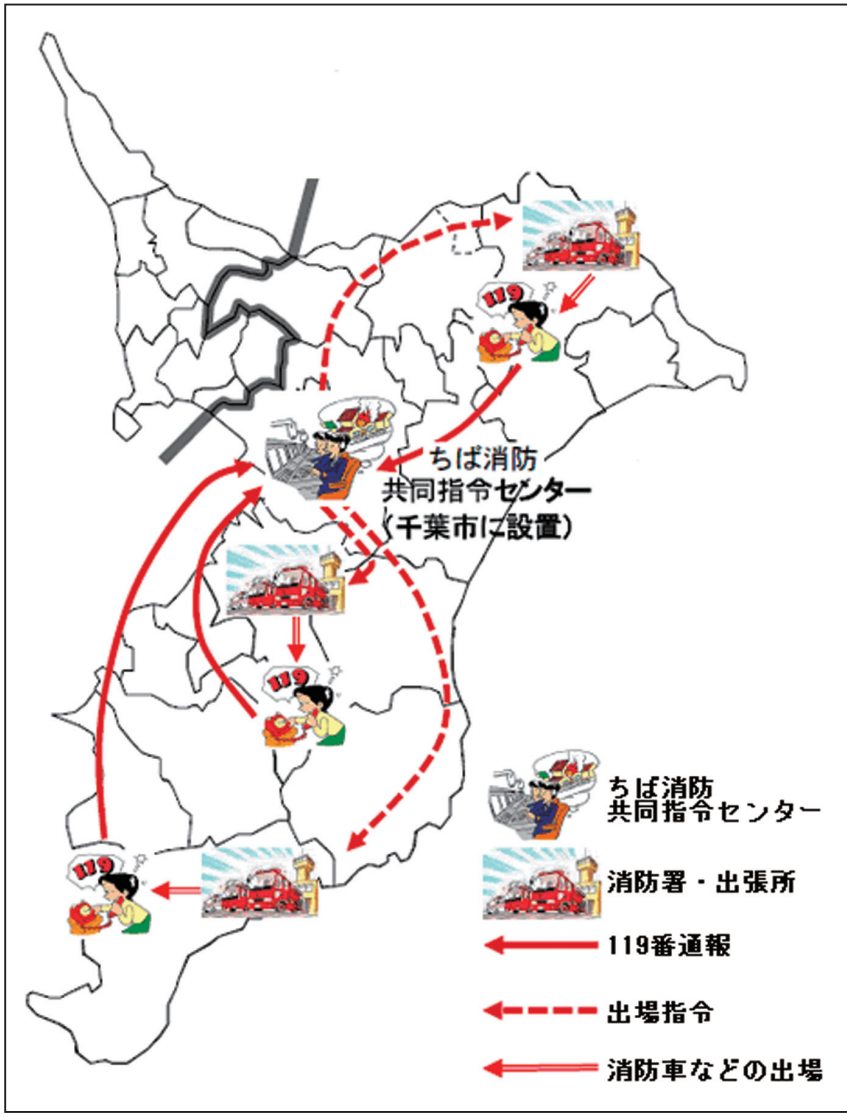 119
ちば消防
共同指令センター
(千葉市に設置)
119
119
ちば消防
共同指令センター
消防署・出張所
119番通報
出場指令
消防車などの出場